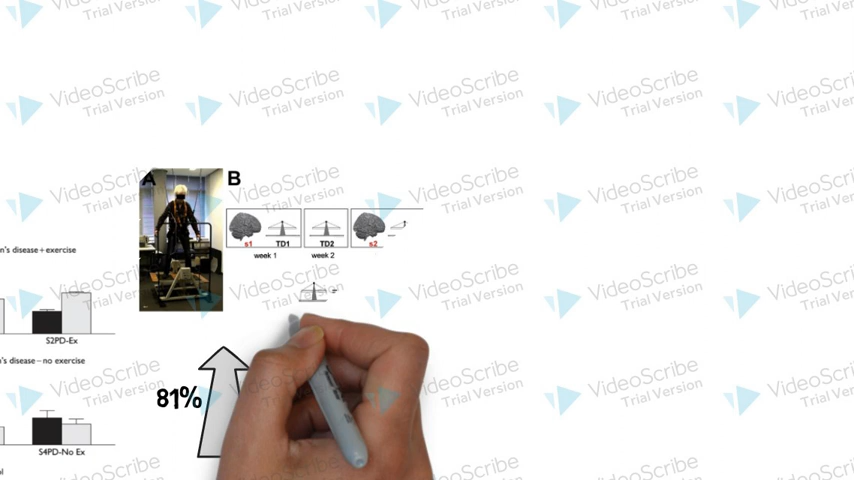 VideoScribe
Trial Version
A
B
s1
TD1
TD2
s2
week 1
week 2
n's disease + exercise
S2PD-Ex
's disease – no exercise
81%
S4PD-No Ex